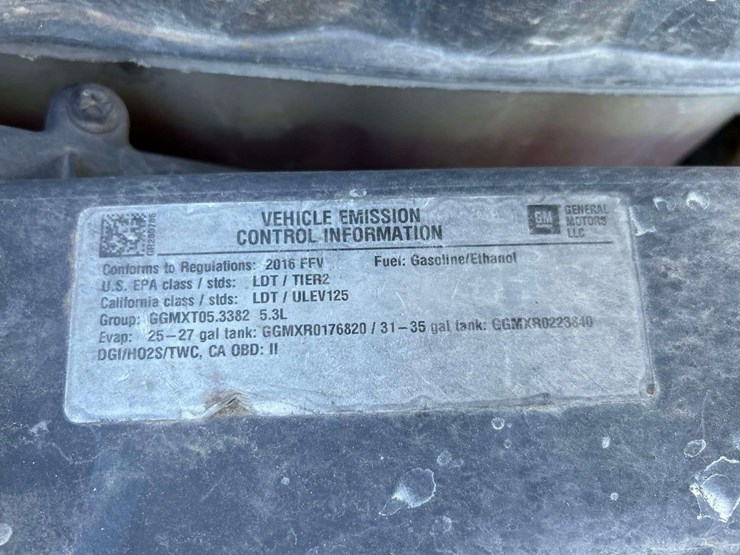 VEHICLE EMISSION
CONTROL INFORMATION
GM
GENERAL
MOTORS
LLC
Conforms to Regulations: 2016 FFV Fuel: Gasoline/Ethanol
U.S. EPA class / stds: LDT / TIER2
California class / stds: LDT / ULEV125
Group: GGMXT05.3382 5.3L
Evap: 25-27 gal tank: GGMXR0176820 / 31-35 gal tank: GGMXR0223840
DGI/HO2S/TWC, CA OBD: II